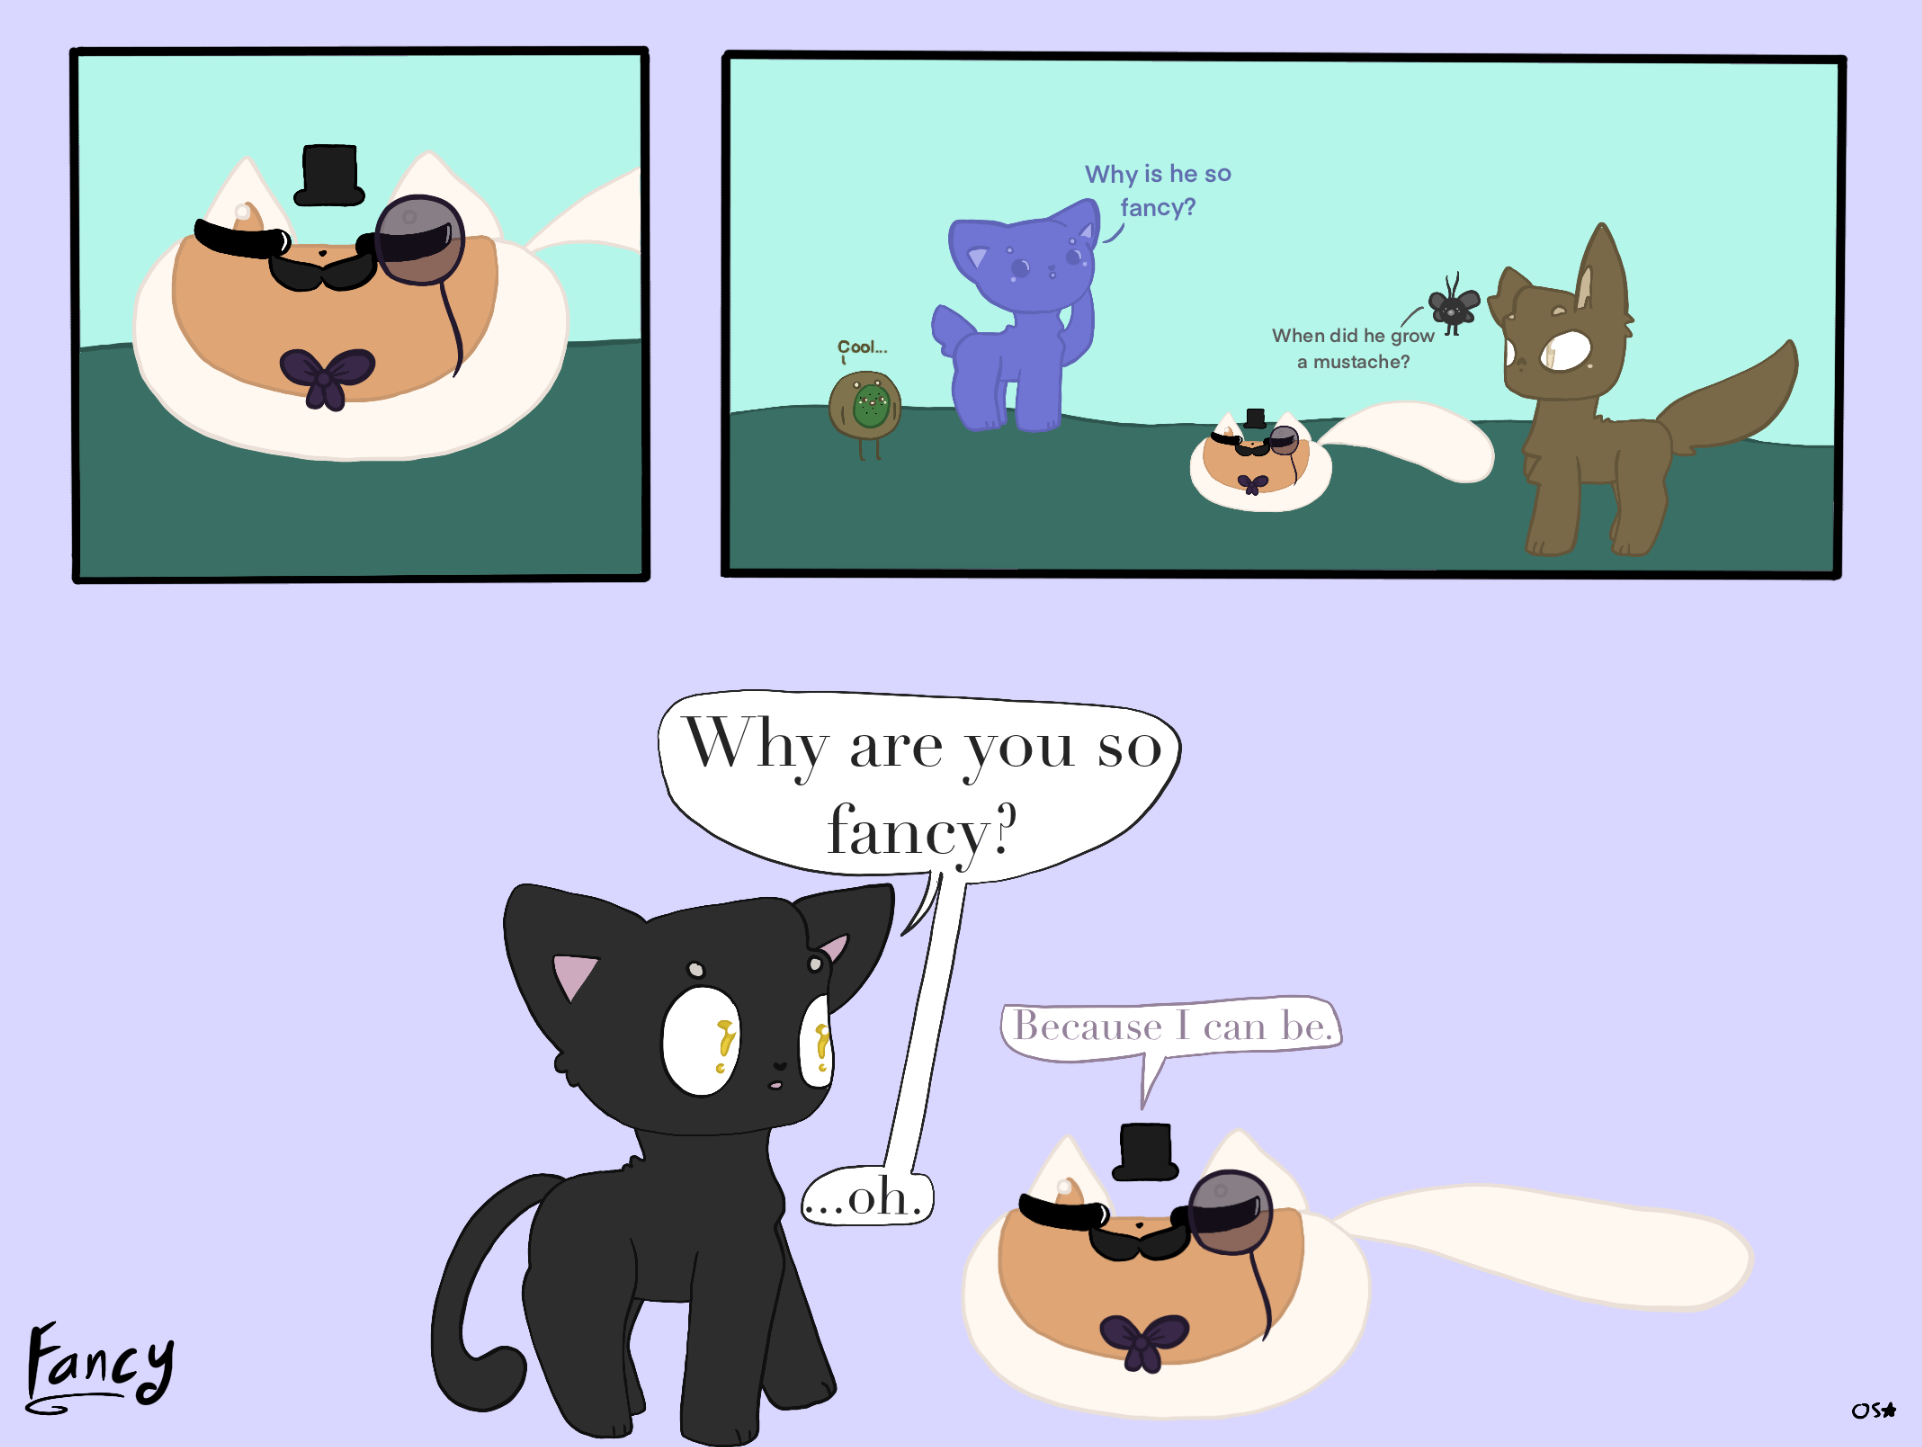 Why is he so
fancy?
Cool...
When did he grow
a mustache?
Why are you so
fancy?
Because I can be.
...oh.
Fancy
OS★